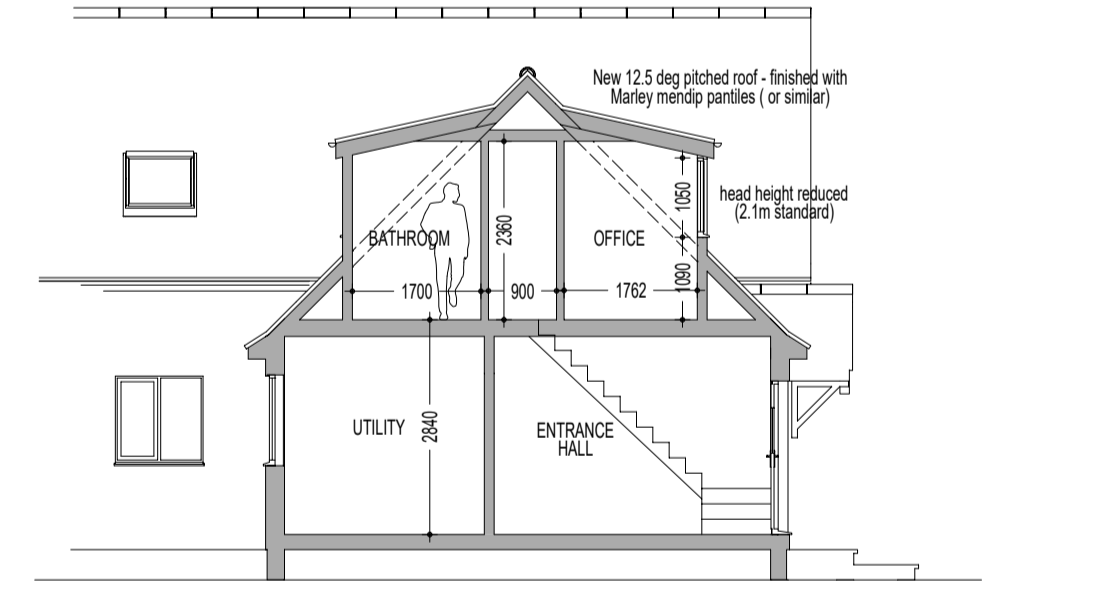 New 12.5 deg pitched roof - finished with
Marley mendip pantiles ( or similar)
head height reduced
(2.1m standard)
1050
2360
BATHROOM
OFFICE
1090
1700
900
1762
UTILITY
2840
ENTRANCE
HALL